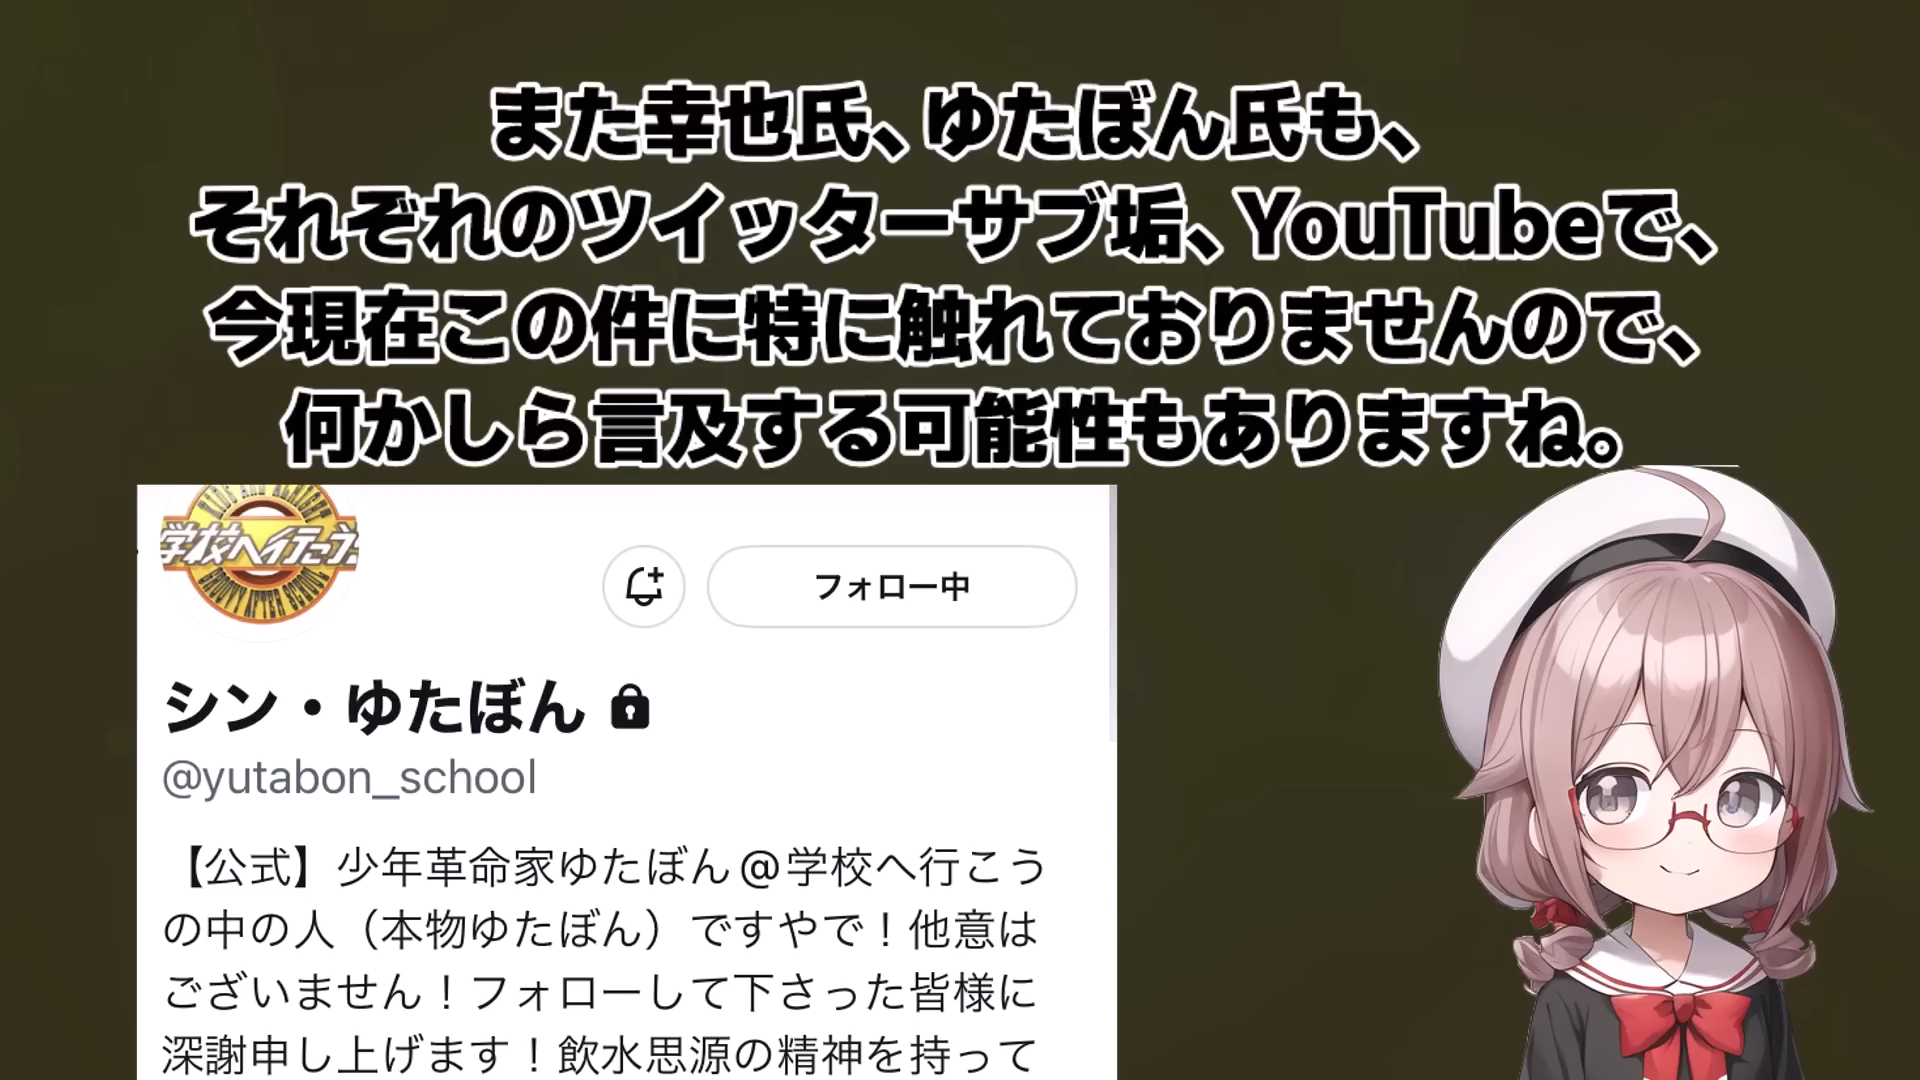 また幸也氏、ゆたぼん氏も、
それぞれのツイッターサブ垢、YouTubeで、
今現在この件に特に触れておりませんので、
何かしら言及する可能性もありますね。
学校へ行こう
GROOVY AFTER SCHOOL
フォロー中
シン・ゆたぼん
@yutabon_school
【公式】少年革命家ゆたぼん@学校へ行こう
の中の人（本物ゆたぼん）ですやで！他意は
ございません！フォローして下さった皆様に
深謝申し上げます！飲水思源の精神を持って